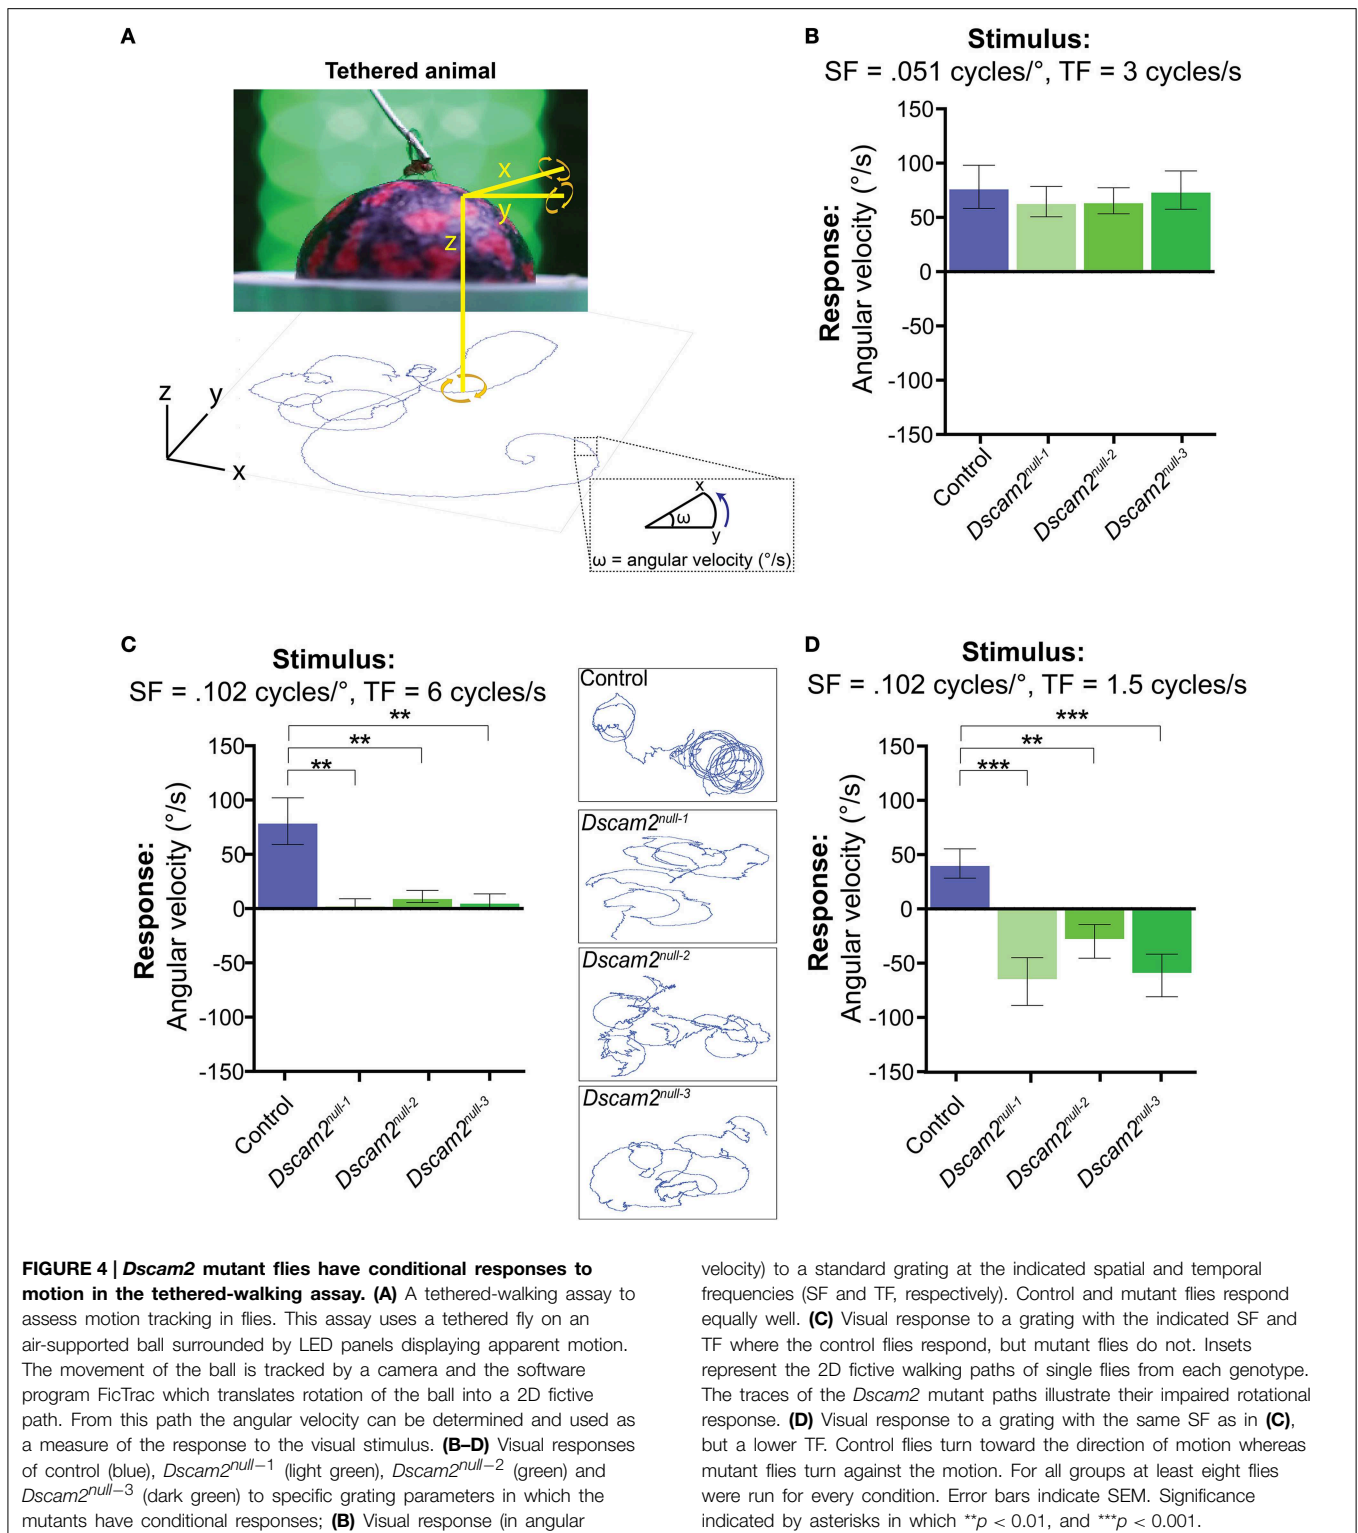 A
Tethered animal
x
y
z
z
y
x
x
ω
y
ω = angular velocity (°/s)
B
Stimulus:
SF = .051 cycles/°, TF = 3 cycles/s
Response:
Angular velocity (°/s)
150
100
50
0
-50
-100
-150
Control
Dscam2null-1
Dscam2null-2
Dscam2null-3
C
Stimulus:
SF = .102 cycles/°, TF = 6 cycles/s
**
**
**
Response:
Angular velocity (°/s)
150
100
50
0
-50
-100
-150
Control
Dscam2null-1
Dscam2null-2
Dscam2null-3
Control
Dscam2null-1
Dscam2null-2
Dscam2null-3
D
Stimulus:
SF = .102 cycles/°, TF = 1.5 cycles/s
***
**
***
Response:
Angular velocity (°/s)
150
100
50
0
-50
-100
-150
Control
Dscam2null-1
Dscam2null-2
Dscam2null-3
FIGURE 4 | Dscam2 mutant flies have conditional responses to
motion in the tethered-walking assay. (A) A tethered-walking assay to
assess motion tracking in flies. This assay uses a tethered fly on an
air-supported ball surrounded by LED panels displaying apparent motion.
The movement of the ball is tracked by a camera and the software
program FicTrac which translates rotation of the ball into a 2D fictive
path. From this path the angular velocity can be determined and used as
a measure of the response to the visual stimulus. (B–D) Visual responses
of control (blue), Dscam2null−1 (light green), Dscam2null−2 (green) and
Dscam2null−3 (dark green) to specific grating parameters in which the
mutants have conditional responses; (B) Visual response (in angular
velocity) to a standard grating at the indicated spatial and temporal
frequencies (SF and TF, respectively). Control and mutant flies respond
equally well. (C) Visual response to a grating with the indicated SF and
TF where the control flies respond, but mutant flies do not. Insets
represent the 2D fictive walking paths of single flies from each genotype.
The traces of the Dscam2 mutant paths illustrate their impaired rotational
response. (D) Visual response to a grating with the same SF as in (C),
but a lower TF. Control flies turn toward the direction of motion whereas
mutant flies turn against the motion. For all groups at least eight flies
were run for every condition. Error bars indicate SEM. Significance
indicated by asterisks in which **p < 0.01, and ***p < 0.001.